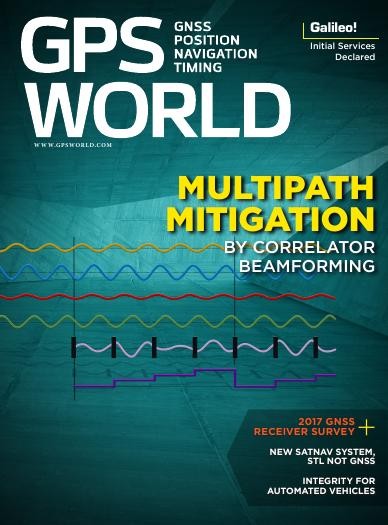 GPS
GNSS
POSITION
NAVIGATION
TIMING
WORLD
WWW.GPSWORLD.COM
Galileo!
Initial Services
Declared
MULTIPATH
MITIGATION
BY CORRELATOR
BEAMFORMING
2017 GNSS
RECEIVER SURVEY +
NEW SATNAV SYSTEM,
STL NOT GNSS
INTEGRITY FOR
AUTOMATED VEHICLES